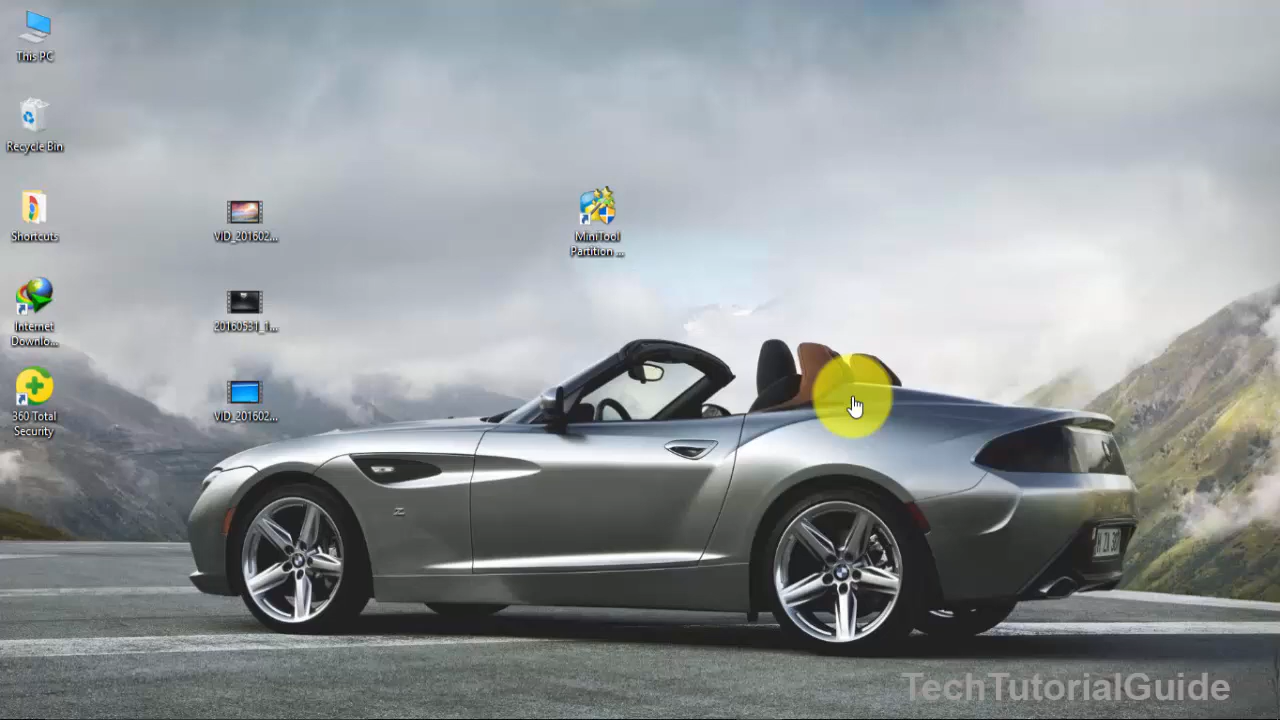 This PC
Recycle Bin
Shortcuts
Internet
Downlo...
360 Total
Security
VID_201602...
20160531_1...
VID_201602...
MiniTool
Partition ...
Z
TechTutorialGuide